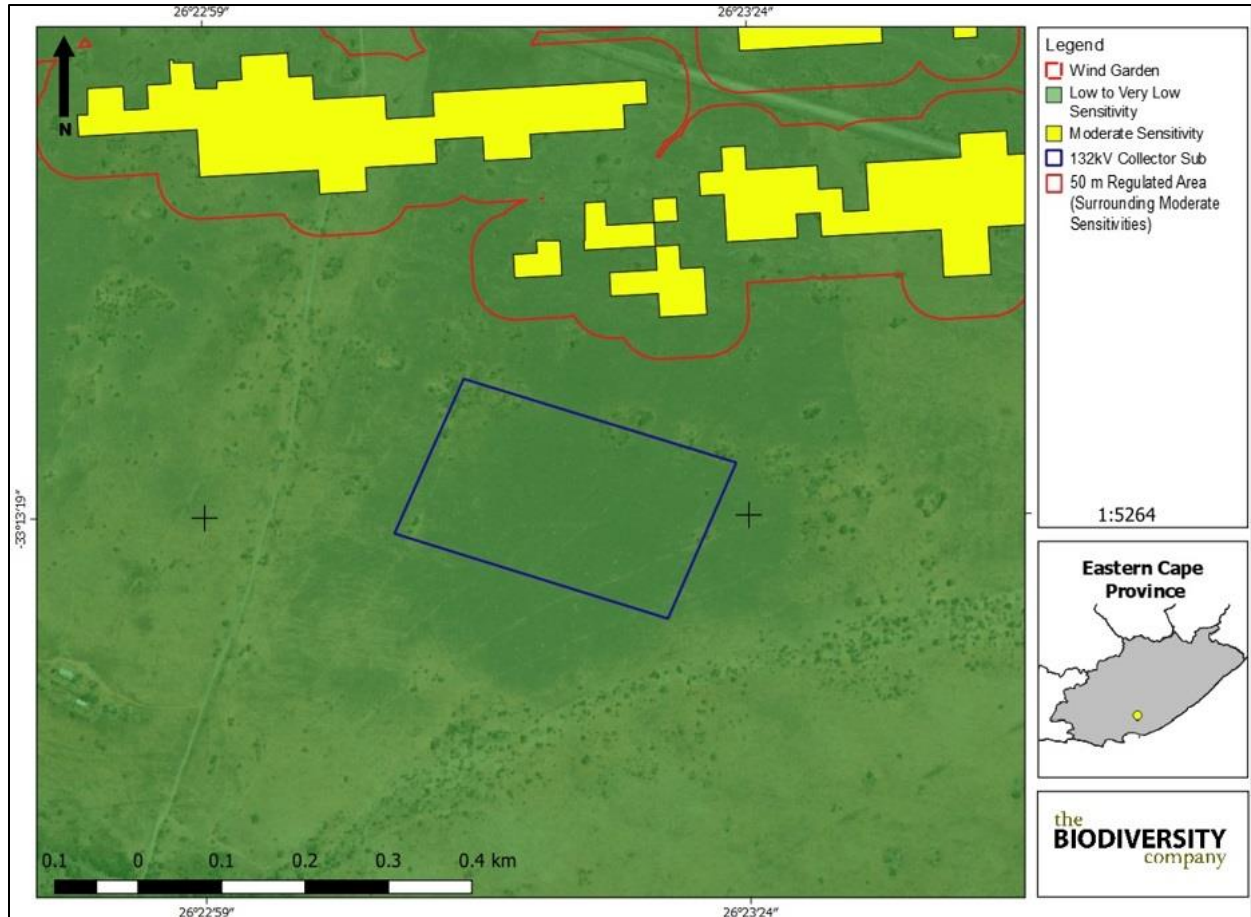 26°22'59"
26°23'24"
N
-33°13'19"
0.1 0 0.1 0.2 0.3 0.4 km
26°22'59"
26°23'24"
Legend
Wind Garden
Low to Very Low
Sensitivity
Moderate Sensitivity
132kV Collector Sub
50 m Regulated Area
(Surrounding Moderate
Sensitivities)
1:5264
Eastern Cape
Province
the
BIODIVERSITY
company